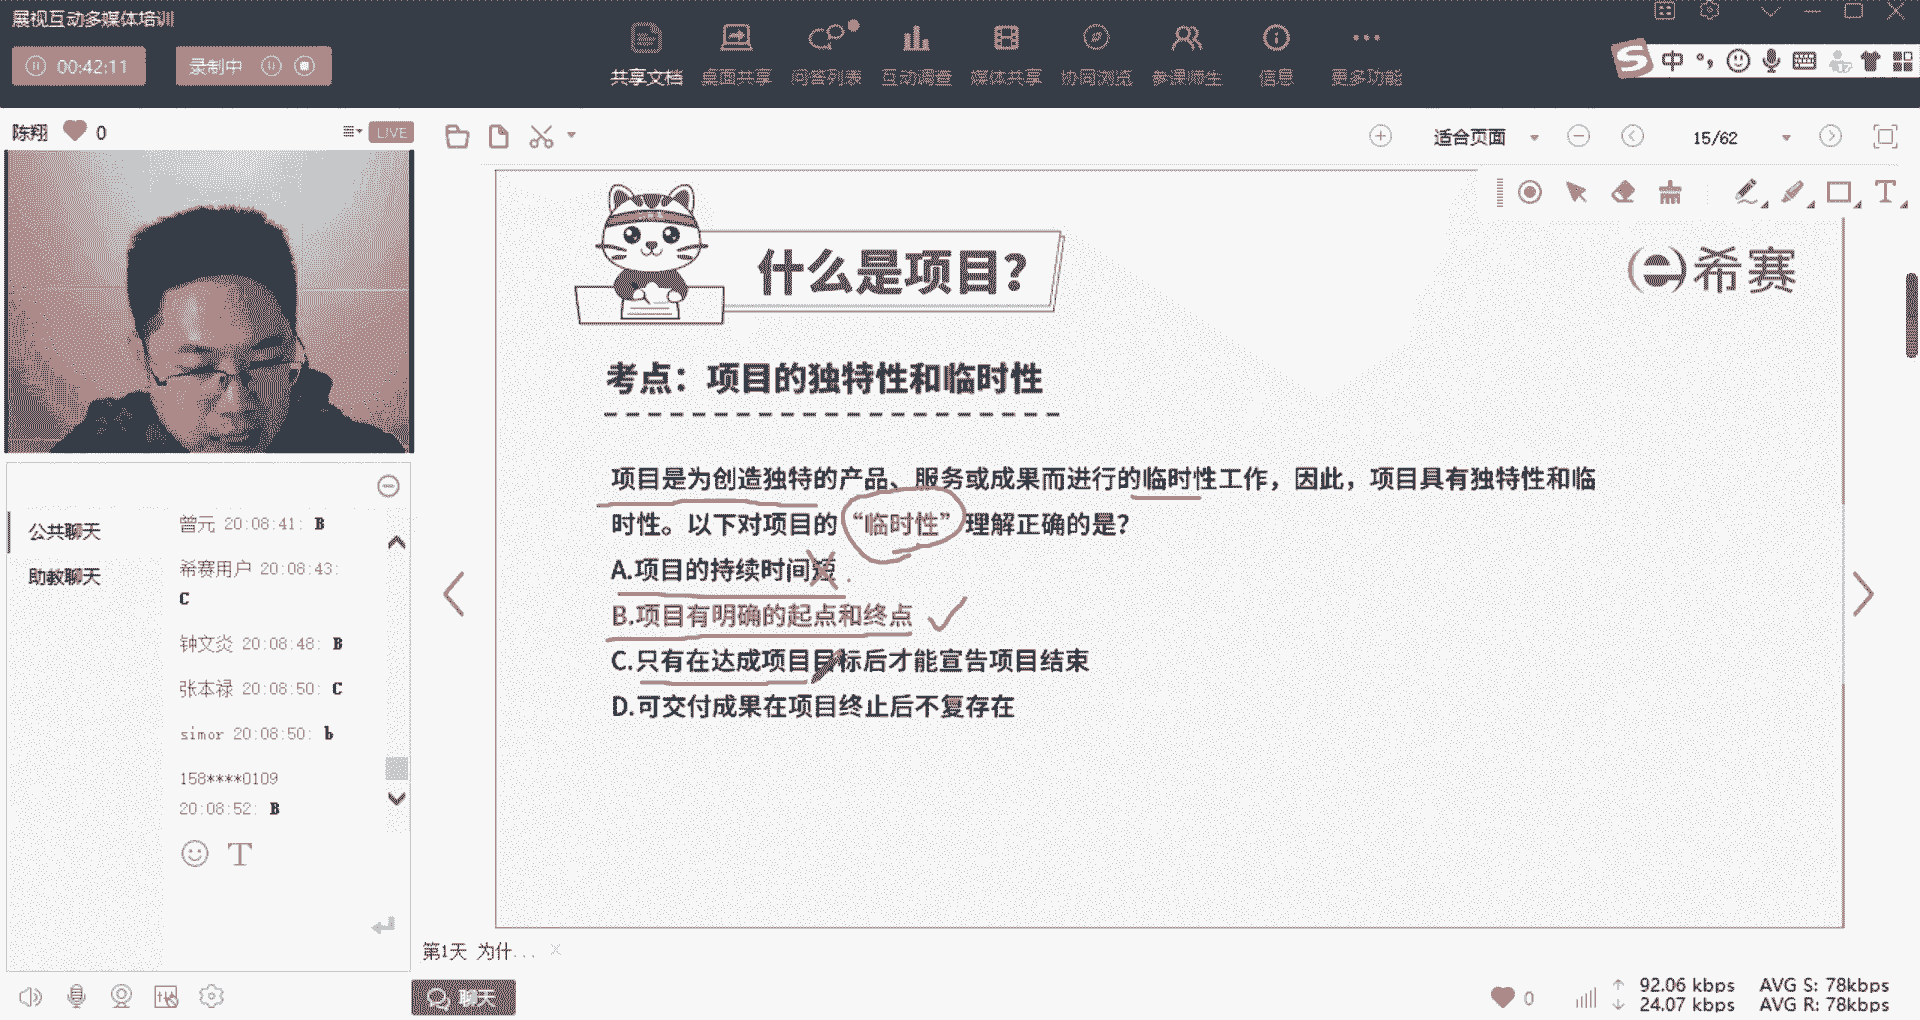 展视互动多媒体培训
00:42:11
录制中
共享文档
桌面共享
问答列表
互动调查
媒体共享
协同浏览
参课师生
信息
更多功能
中
陈翔
0
LIVE
适合页面
15/62
T
什么是项目？
希赛
考点：项目的独特性和临时性
项目是为创造独特的产品、服务或成果而进行的临时性工作，因此，项目具有独特性和临
时性。以下对项目的“临时性”理解正确的是？
A.项目的持续时间短
B.项目有明确的起点和终点
C.只有在达成项目目标后才能宣告项目结束
D.可交付成果在项目终止后不复存在
公共聊天
助教聊天
曾元 20:08:41: B
希赛用户 20:08:43:
C
钟文炎 20:08:48: B
张本禄 20:08:50: C
simor 20:08:50: b
158****0109
20:08:52: B
T
第1天 为什...
聊天
0
92.06 kbps AVG S: 78kbps
24.07 kbps AVG R: 78kbps